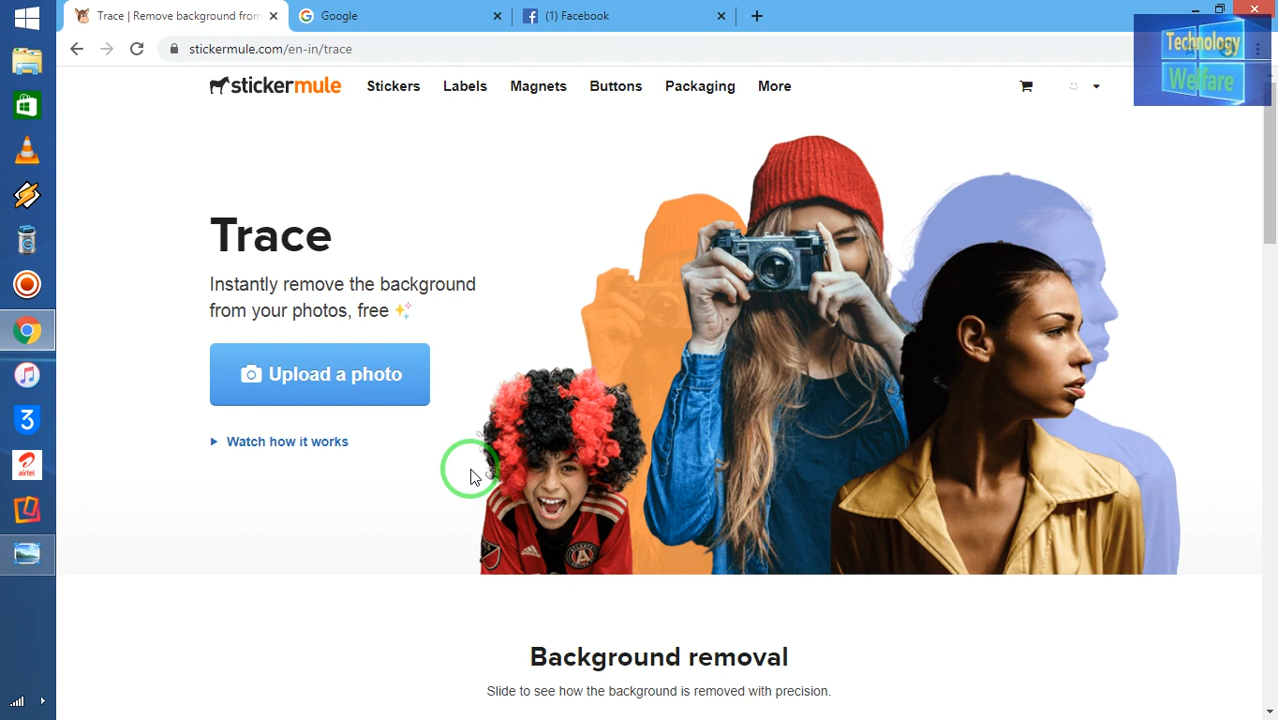 Trace | Remove background from
Google
(1) Facebook
stickermule.com/en-in/trace
Technology
Welfare
stickermule
Stickers
Labels
Magnets
Buttons
Packaging
More
Trace
Instantly remove the background
from your photos, free
Upload a photo
Watch how it works
3
airtel
Background removal
Slide to see how the background is removed with precision.